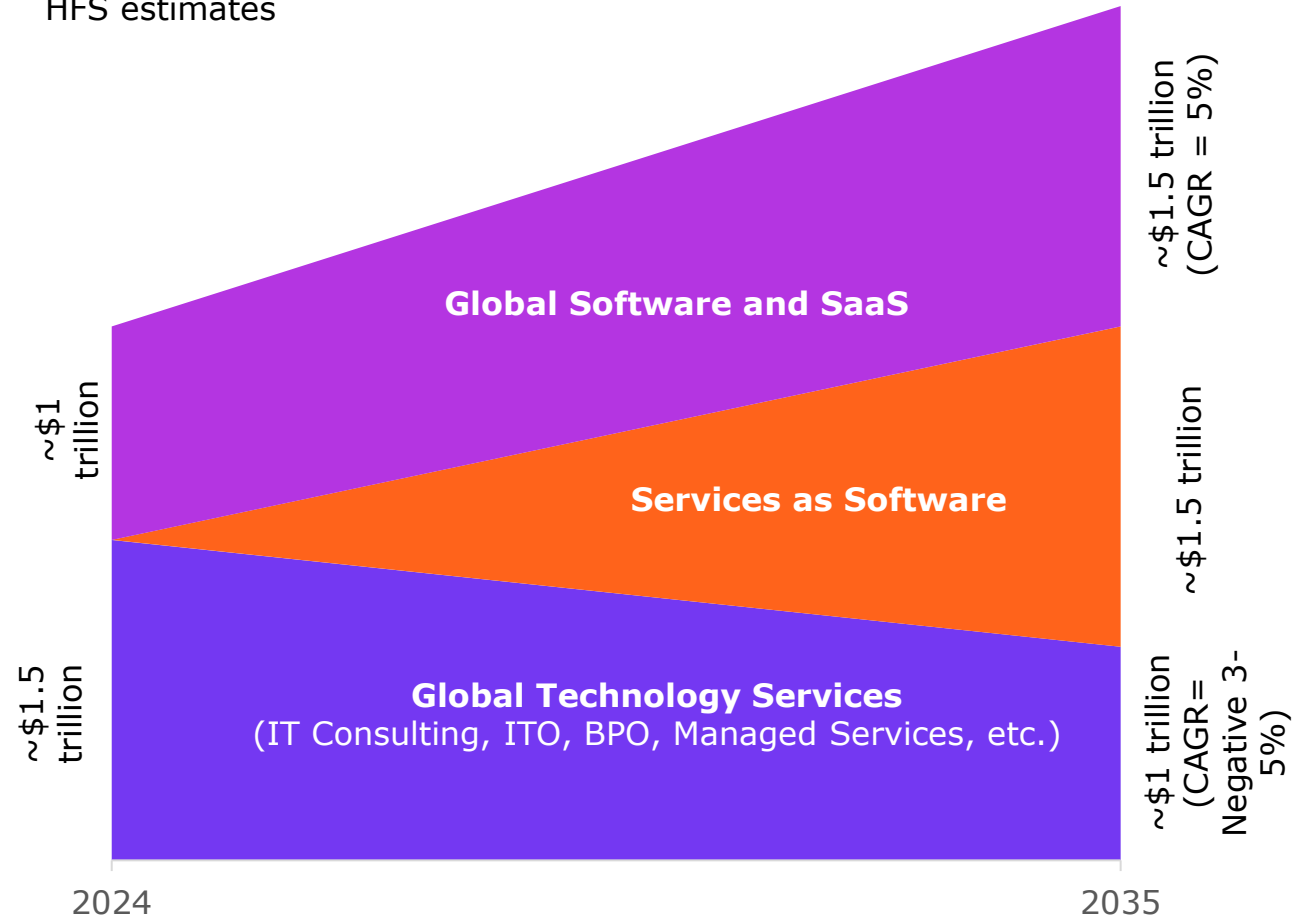 HFS estimates
~$1.5 trillion
(CAGR = 5%)
Global Software and SaaS
~$1
trillion
~$1.5 trillion
Services as Software
~$1.5
trillion
Global Technology Services
(IT Consulting, ITO, BPO, Managed Services, etc.)
~$1 trillion
(CAGR=
Negative 3-
5%)
2024
2035